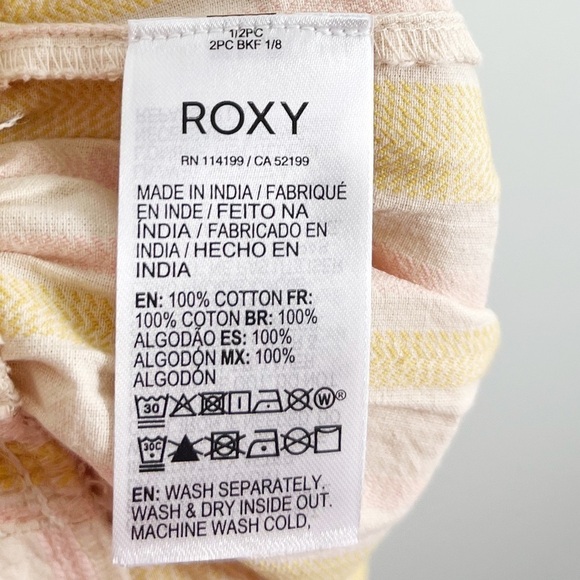 1/2PC
2PC BKF 1/8
ROXY
RN 114199 / CA 52199
MADE IN INDIA / FABRIQUÉ
EN INDE / FEITO NA
ÍNDIA / FABRICADO EN
INDIA / HECHO EN
INDIA
EN: 100% COTTON FR:
100% COTON BR: 100%
ALGODÃO ES: 100%
ALGODÓN MX: 100%
ALGODÓN
30 W®
30C
EN: WASH SEPARATELY.
WASH & DRY INSIDE OUT.
MACHINE WASH COLD,